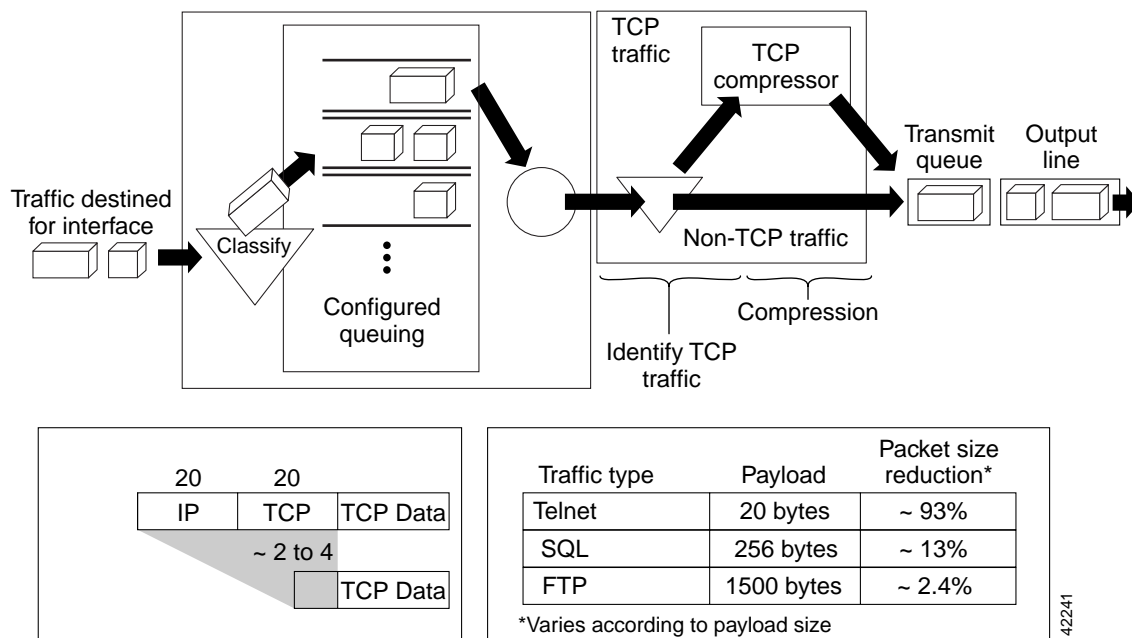 TCP
traffic
TCP
compressor
Transmit
queue
Output
line
Traffic destined
for interface
Classify
Non-TCP traffic
Configured
queuing
Compression
Identify TCP
traffic
20 20
IP TCP TCP Data
~ 2 to 4
TCP Data
Traffic type Payload Packet size
reduction*
Telnet 20 bytes ~ 93%
SQL 256 bytes ~ 13%
FTP 1500 bytes ~ 2.4%
*Varies according to payload size
42241